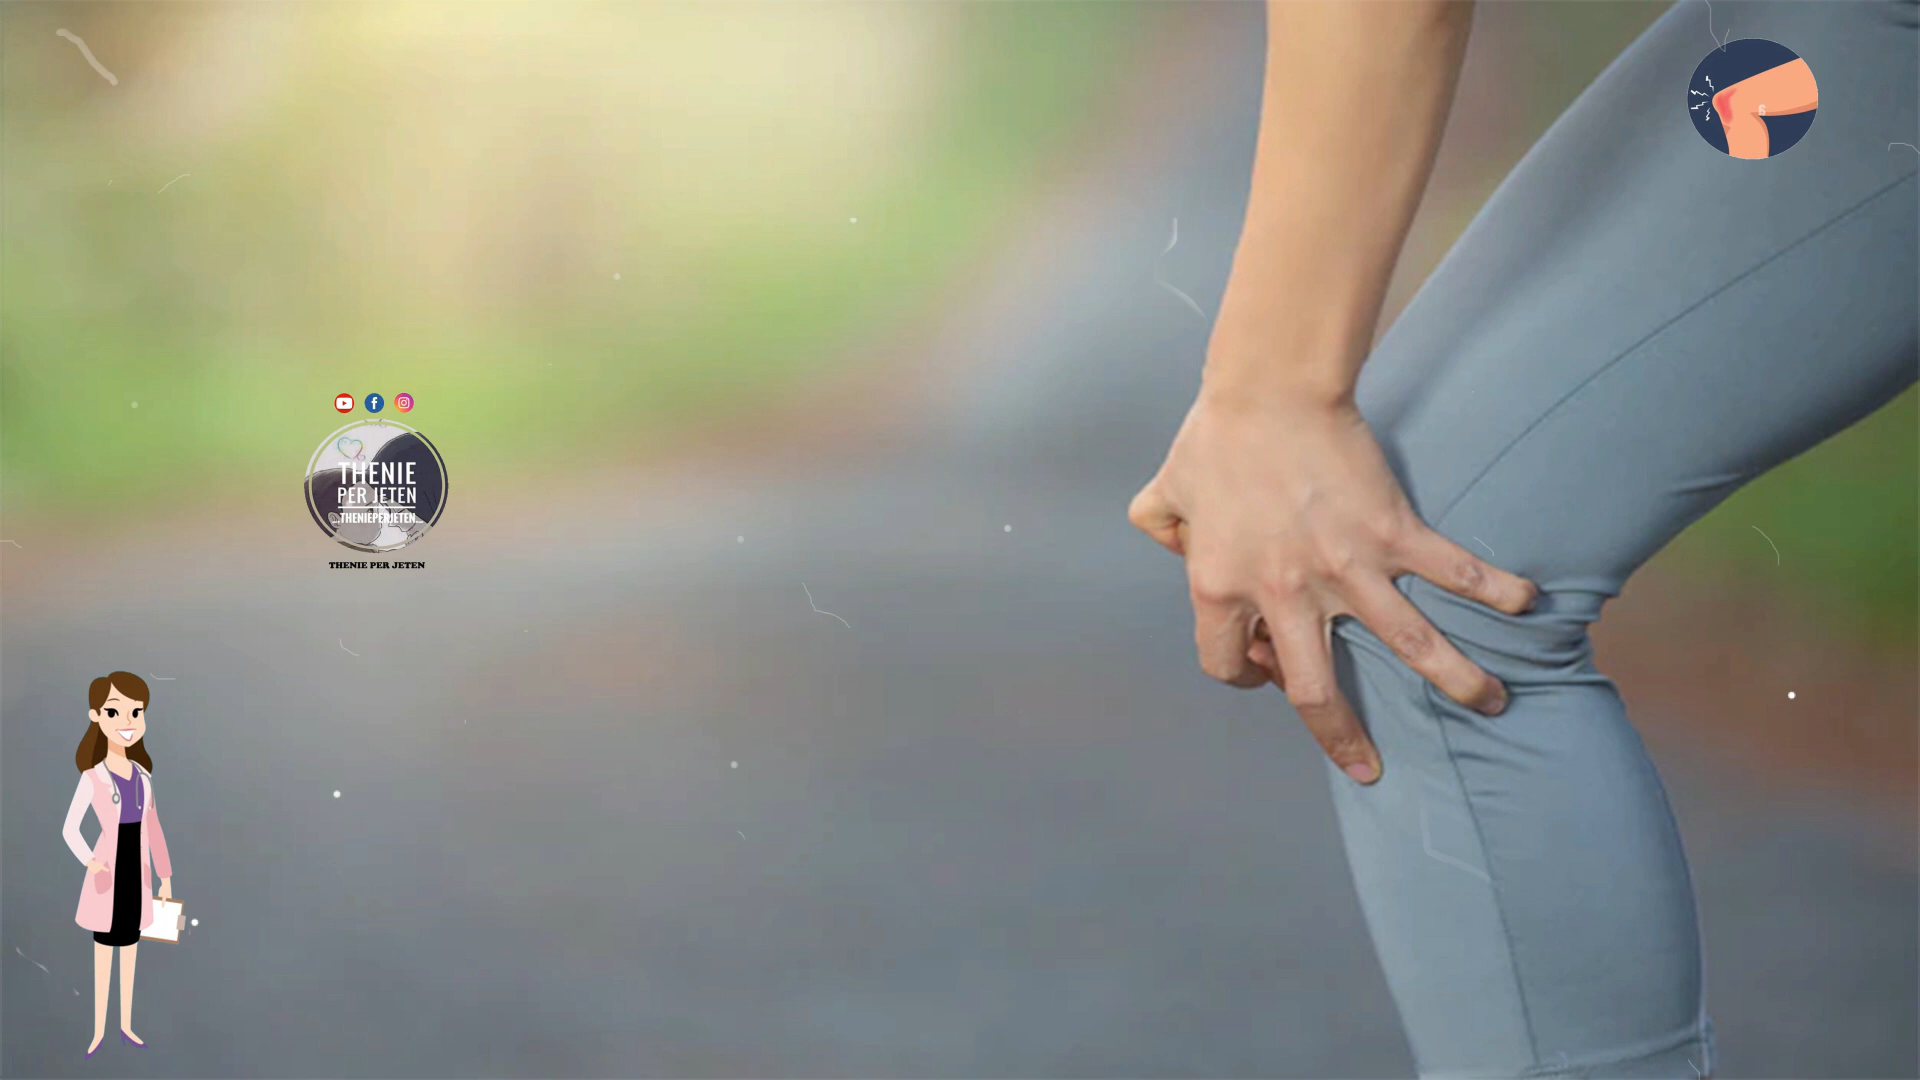 THENIE
PER JETEN
THENIEPERJETEN
THENIE PER JETEN